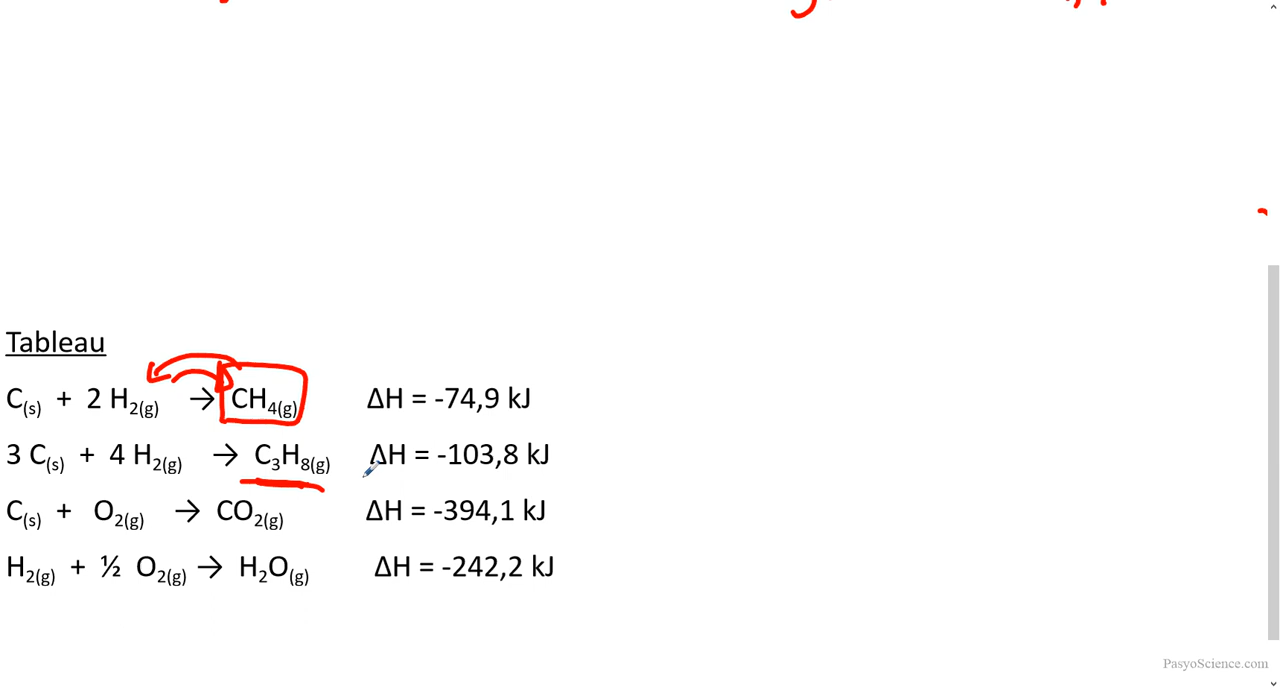 Tableau
C(s) + 2 H2(g) → CH4(g) ΔH = -74,9 kJ
3 C(s) + 4 H2(g) → C3H8(g) ΔH = -103,8 kJ
C(s) + O2(g) → CO2(g) ΔH = -394,1 kJ
H2(g) + ½ O2(g) → H2O(g) ΔH = -242,2 kJ
PasyoScience.com